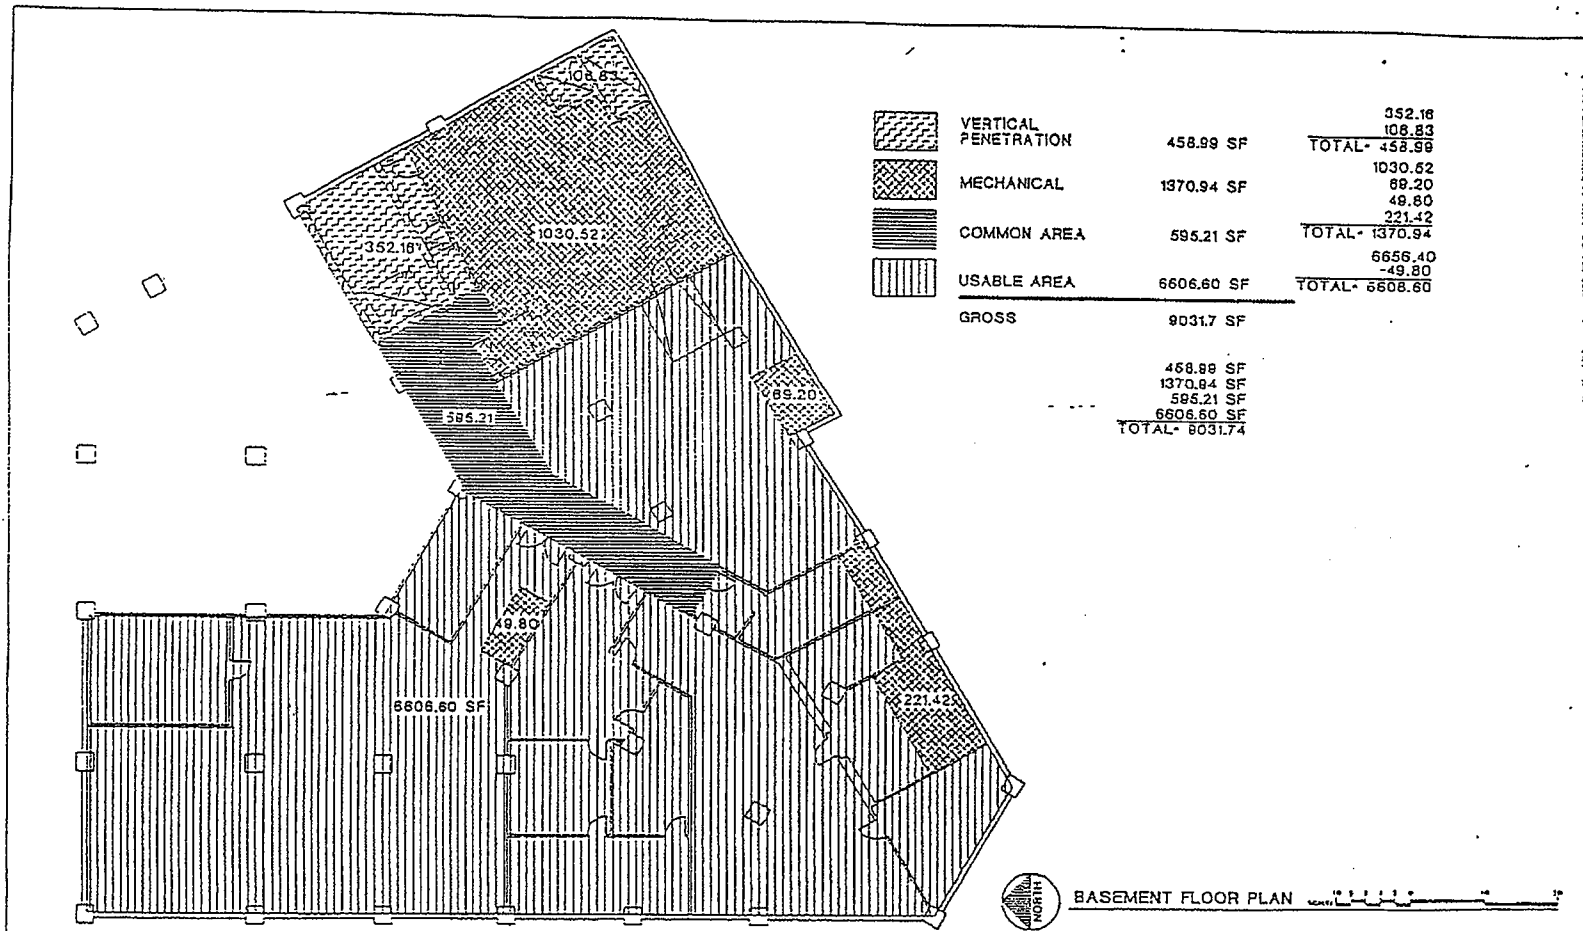 106.83
352.16
1030.52
595.21
69.20
49.80
6606.60 SF
221.42
VERTICAL
PENETRATION 458.99 SF
MECHANICAL 1370.94 SF
COMMON AREA 595.21 SF
USABLE AREA 6606.60 SF
GROSS 9031.7 SF
352.16
106.83
TOTAL- 458.99
1030.52
69.20
49.80
221.42
TOTAL- 1370.94
6656.40
-49.80
TOTAL- 6606.60
458.99 SF
1370.94 SF
595.21 SF
6606.60 SF
TOTAL- 9031.74
NORTH
BASEMENT FLOOR PLAN